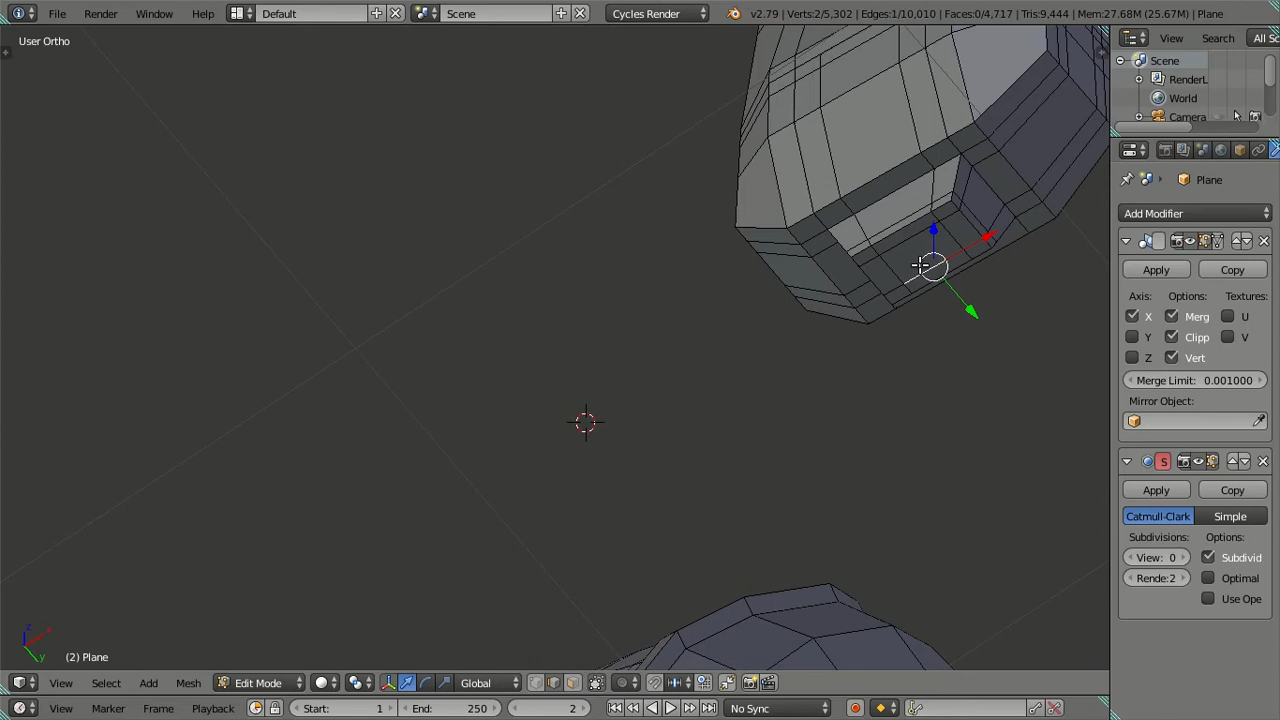 File Render Window Help Default Scene Cycles Render v2.79 | Verts:2/5,302 | Edges:1/10,010 | Faces:0/4,717 | Tris:9,444 | Mem:27.68M (25.67M) | Plane
User Ortho
View Search All Sc
Scene
RenderL
World
Camera
Plane
Add Modifier
Apply Copy
Axis: Options: Textures:
X Merg U
Y Clipp V
Z Vert
Merge Limit: 0.001000
Mirror Object:
S
Apply Copy
Catmull-Clark Simple
Subdivisions: Options:
View: 0 Subdivid
Rende:2 Optimal
Use Ope
z x y
(2) Plane
View Select Add Mesh Edit Mode Global
View Marker Frame Playback Start: 1 End: 250 2 No Sync